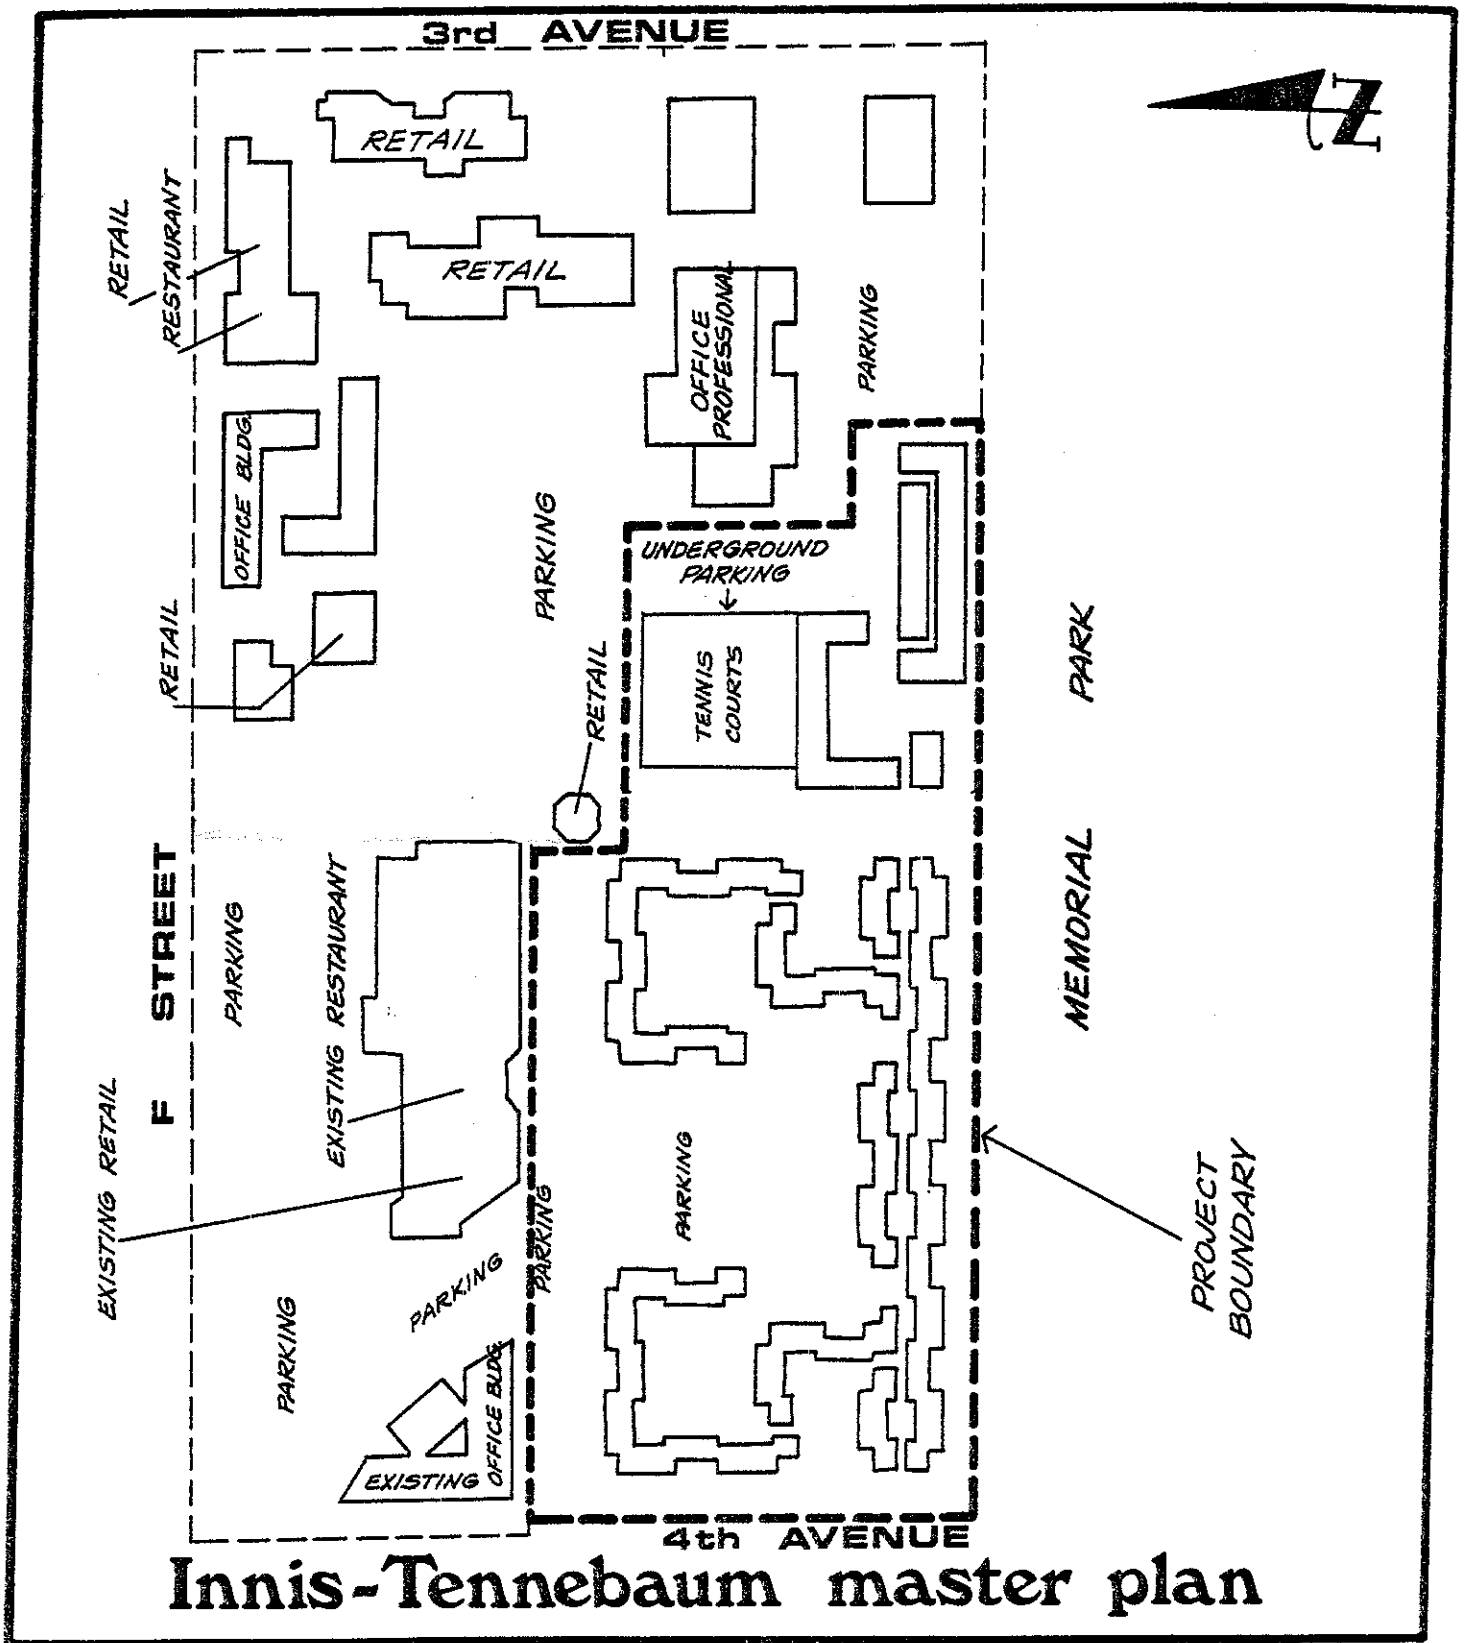 3rd AVENUE
N
RETAIL
RETAIL
RESTAURANT
RETAIL
OFFICE
PROFESSIONAL
PARKING
OFFICE BLDG.
PARKING
UNDERGROUND
PARKING
TENNIS
COURTS
RETAIL
RETAIL
PARK
MEMORIAL
F STREET
PARKING
EXISTING RESTAURANT
EXISTING RETAIL
PARKING
PARKING
PARKING
PARKING
PROJECT
BOUNDARY
EXISTING
OFFICE BLDG.
4th AVENUE
Innis-Tennebaum master plan